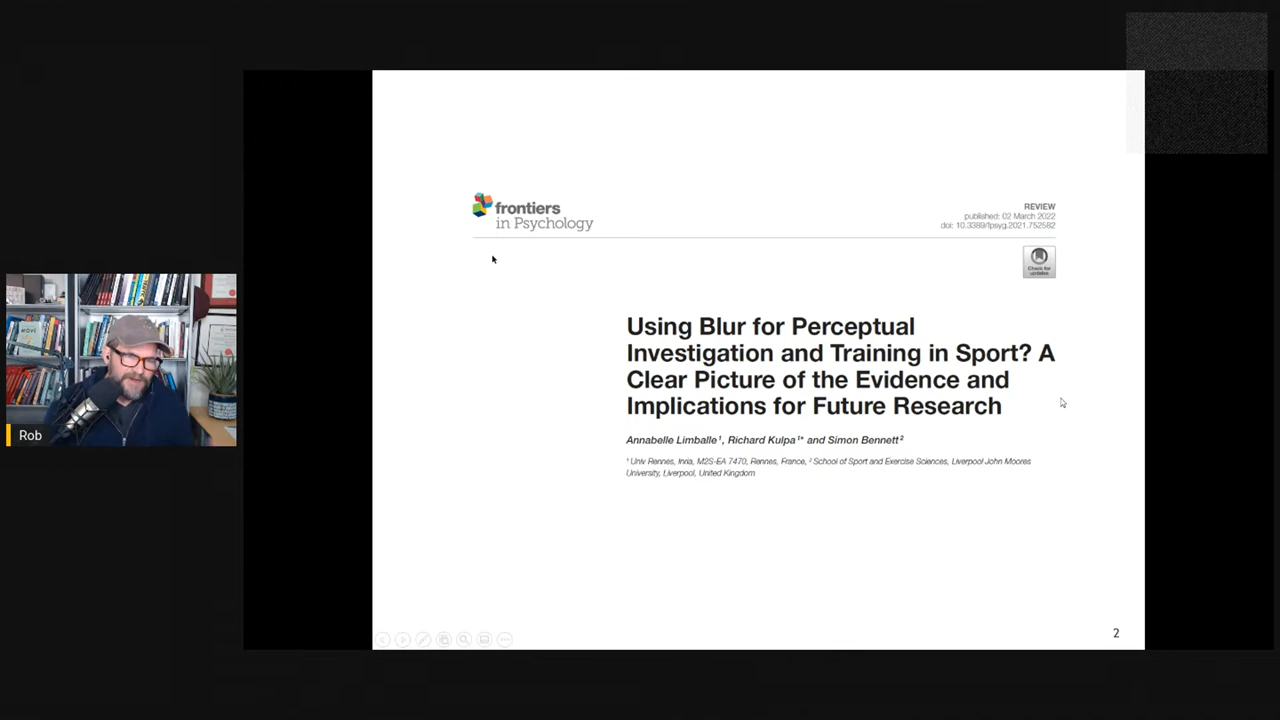 frontiers
in Psychology
REVIEW
published: 02 March 2022
doi: 10.3389/fpsyg.2021.752582
Check for
updates
Using Blur for Perceptual
Investigation and Training in Sport? A
Clear Picture of the Evidence and
Implications for Future Research
Annabelle Limballe¹, Richard Kulpa¹* and Simon Bennett²
¹ Univ Rennes, Inria, M2S-EA 7470, Rennes, France, ² School of Sport and Exercise Sciences, Liverpool John Moores
University, Liverpool, United Kingdom
Rob
2